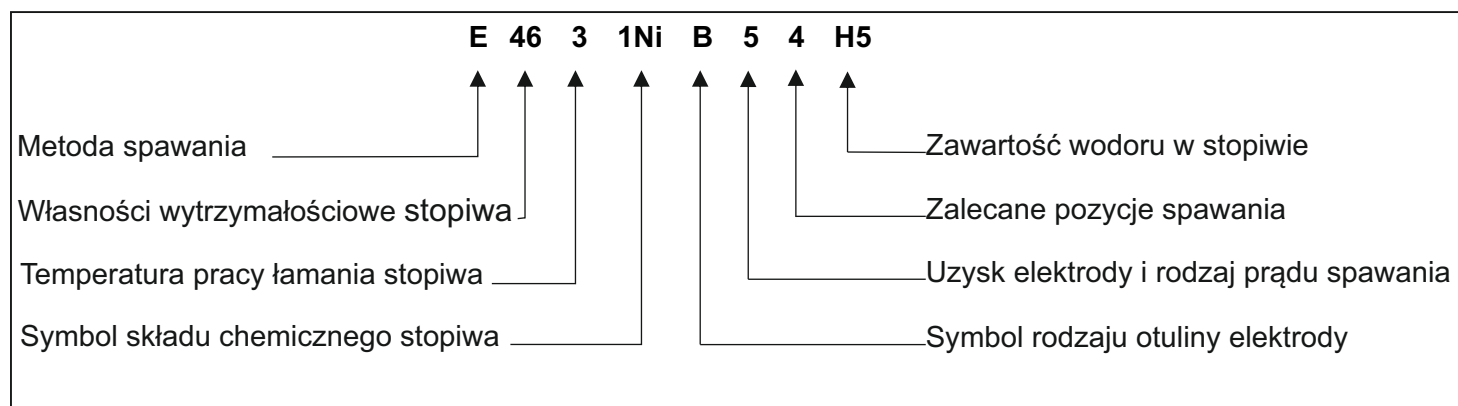 E 46 3 1Ni B 5 4 H5
Metoda spawania
Zawartość wodoru w stopiwie
Własności wytrzymałościowe stopiwa
Zalecane pozycje spawania
Temperatura pracy łamania stopiwa
Uzysk elektrody i rodzaj prądu spawania
Symbol składu chemicznego stopiwa
Symbol rodzaju otuliny elektrody